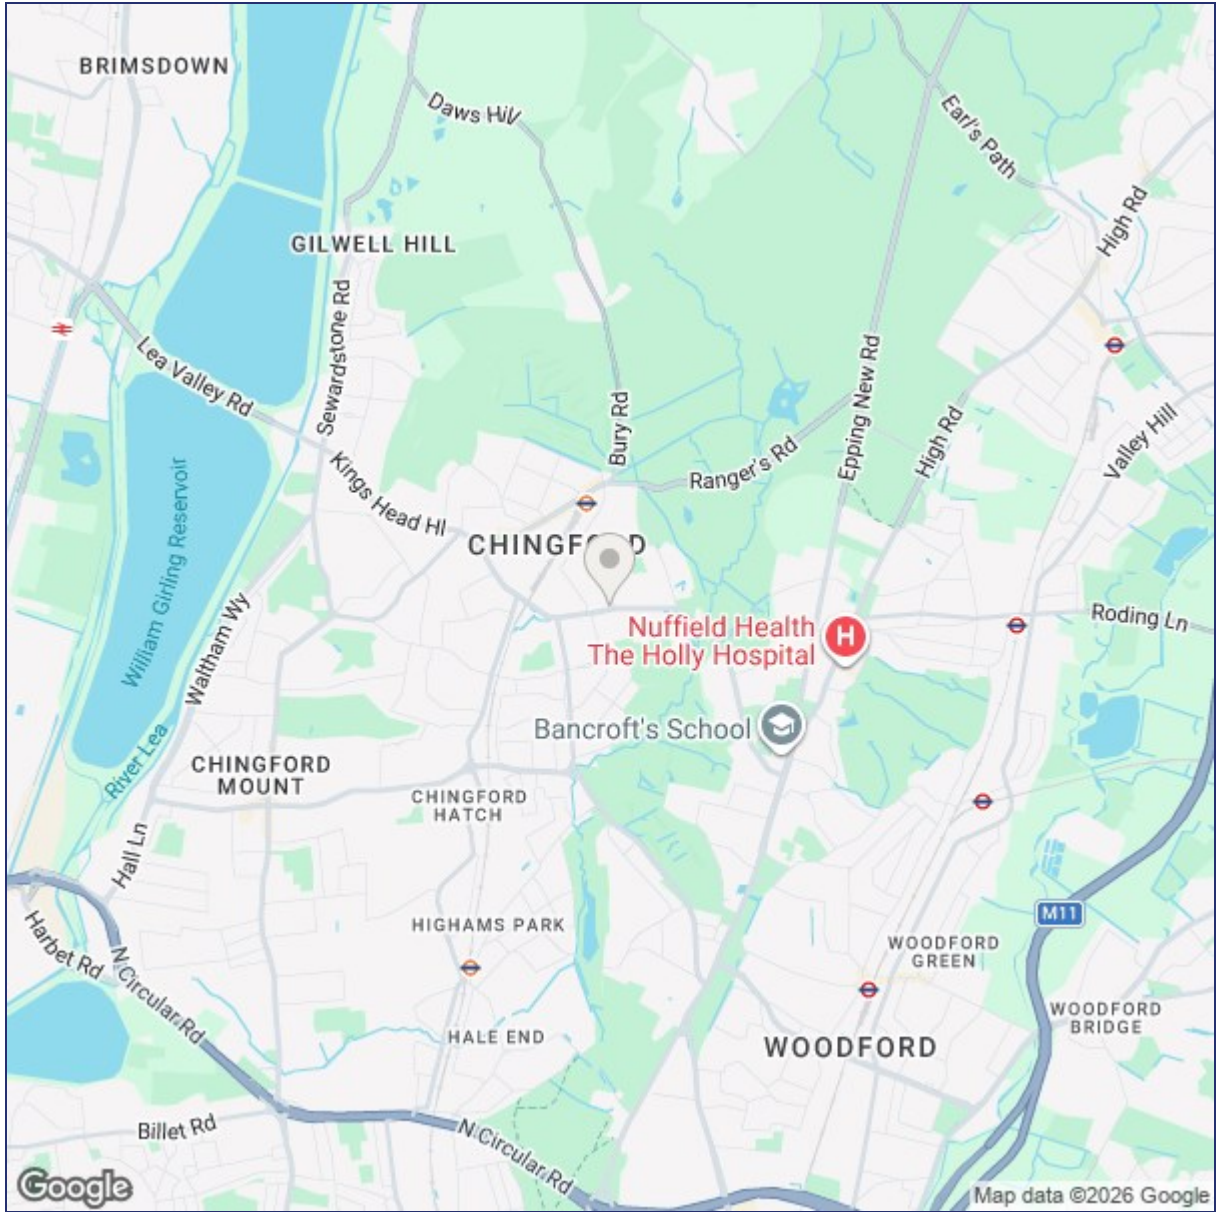 BRIMSDOWN
Daws Hil
Earl's Path
High Rd
GILWELL HILL
Sewardstone Rd
Lea Valley Rd
Epping New Rd
Bury Rd
High Rd
Valley Hill
Ranger's Rd
Kings Head Hl
William Girling Reservoir
CHINGFORD
Waltham Wy
Roding Ln
Nuffield Health
The Holly Hospital
H
Bancroft's School
River Lea
CHINGFORD
MOUNT
CHINGFORD
HATCH
Hall Ln
M11
HIGHAMS PARK
Harbet Rd
N Circular Rd
WOODFORD
GREEN
WOODFORD
BRIDGE
HALE END
WOODFORD
Billet Rd
N Circular Rd
Google
Map data ©2026 Google